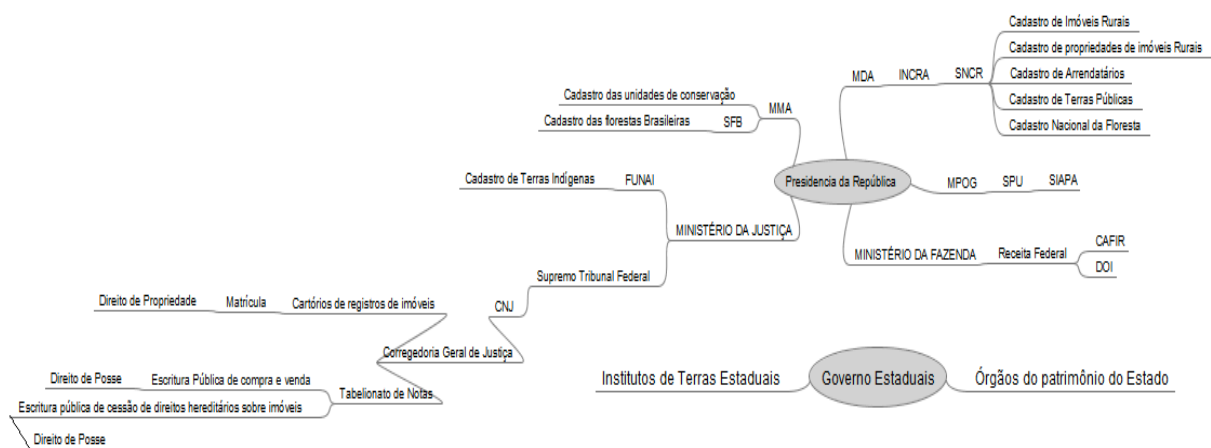 Cadastro de Imóveis Rurais
Cadastro de propriedades de imóveis Rurais
MDA INCRA SNCR Cadastro de Arrendatários
Cadastro de Terras Públicas
Cadastro Nacional da Floresta
Cadastro das unidades de conservação
MMA
Cadastro das florestas Brasileiras SFB
Presidencia da República
Cadastro de Terras Indígenas FUNAI
MPOG SPU SIAPA
MINISTÉRIO DA JUSTIÇA
CAFIR
MINISTÉRIO DA FAZENDA Receita Federal
DOI
Supremo Tribunal Federal
Direito de Propriedade Matrícula Cartórios de registros de imóveis CNJ
Corregedoria Geral de Justiça
Institutos de Terras Estaduais Governo Estaduais Órgãos do patrimônio do Estado
Direito de Posse Escritura Pública de compra e venda
Tabelionato de Notas
Escritura pública de cessão de direitos hereditários sobre imóveis
Direito de Posse